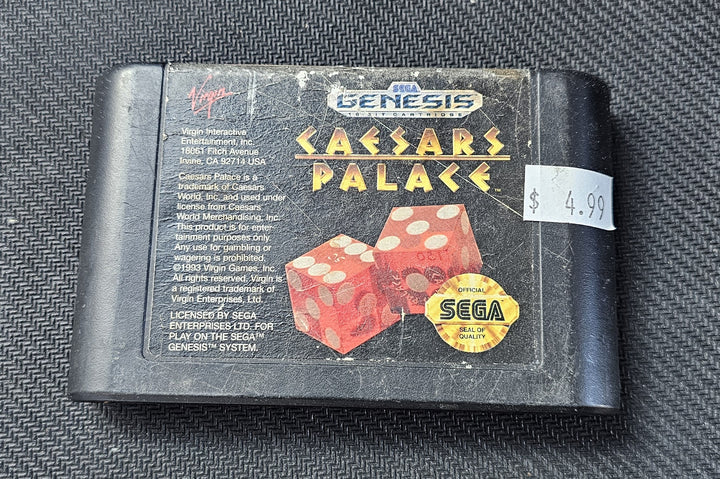 Virgin
SEGA
GENESIS
16-BIT CARTRIDGE
CAESARS
PALACE™
$ 4.99
Virgin Interactive
Entertainment, Inc.
18061 Fitch Avenue
Irvine, CA 92714 USA
Caesars Palace is a
trademark of Caesars
World, Inc, and used under
license from Caesars
World Merchandising, Inc.
This product is for enter
tainment purposes only.
Any use for gambling or
wagering is prohibited.
©1993 Virgin Games, Inc.
All rights reserved. Virgin is
a registered trademark of
Virgin Enterprises, Ltd.
LICENSED BY SEGA
ENTERPRISES LTD. FOR
PLAY ON THE SEGA™
GENESIS™ SYSTEM.
OFFICIAL
SEGA
SEAL OF
QUALITY